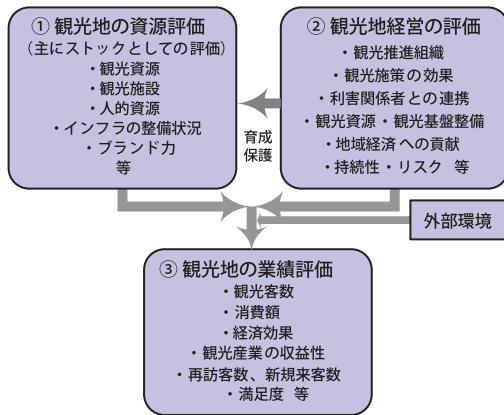 ① 観光地の資源評価
（主にストックとしての評価）
・観光資源
・観光施設
・人的資源
・インフラの整備状況
・ブランド力
等
② 観光地経営の評価
・観光推進組織
・観光施策の効果
・利害関係者との連携
・観光資源・観光基盤整備
・地域経済への貢献
・持続性・リスク 等
育成
保護
外部環境
③ 観光地の業績評価
・観光客数
・消費額
・経済効果
・観光産業の収益性
・再訪客数、新規来客数
・満足度 等